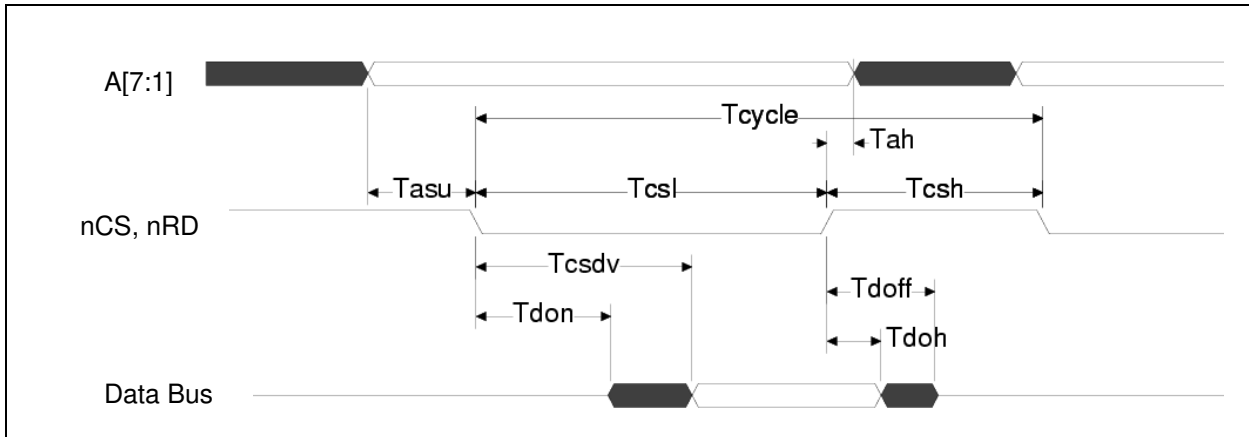 A[7:1]
Tcycle
Tah
Tasu
Tcsl
Tcsh
nCS, nRD
Tcsdv
Tdoff
Tdon
Tdoh
Data Bus